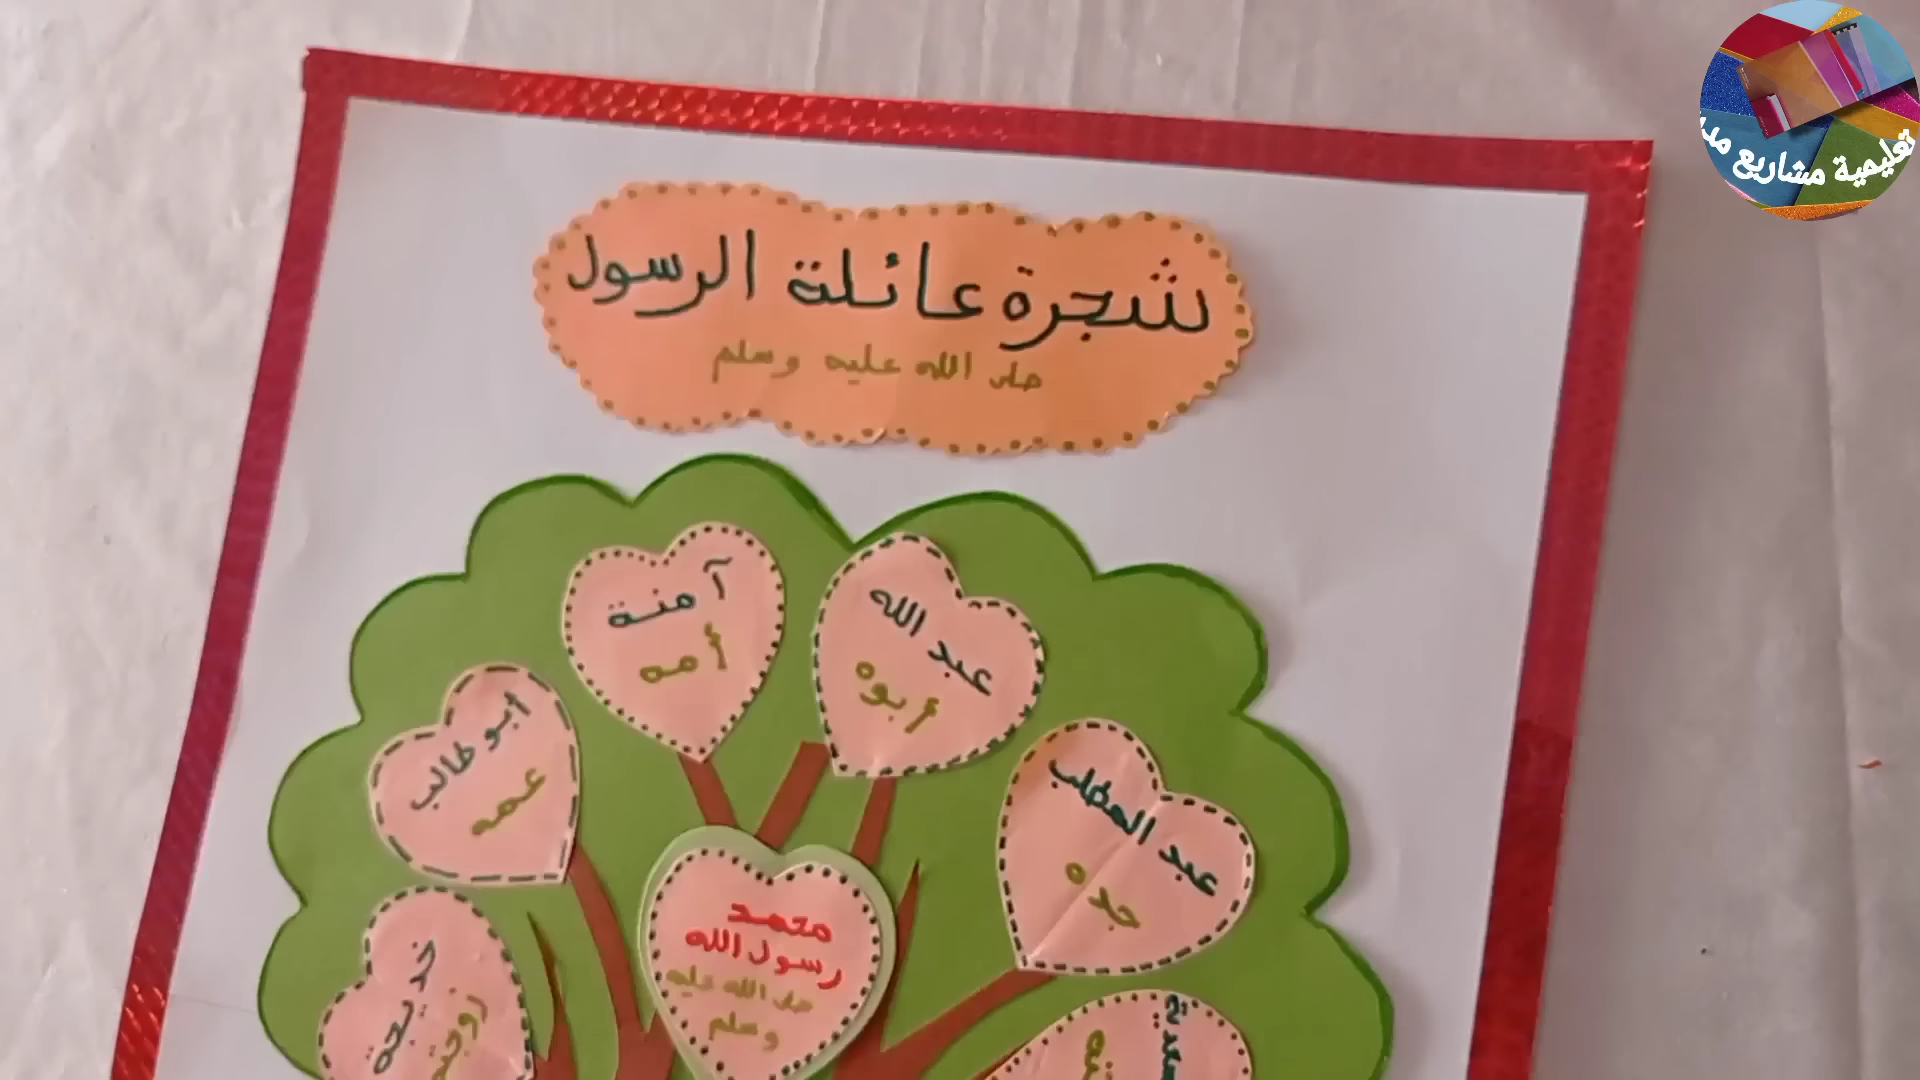 شجرة عائلة الرسول
صلى الله عليه وسلم
آمنة
أمه
عبد الله
أبوه
أبو طالب
عمه
عبد المطلب
جده
محمد
رسول الله
صلى الله عليه
وسلم
خديجة
زوجته
تعليمية مشاريع